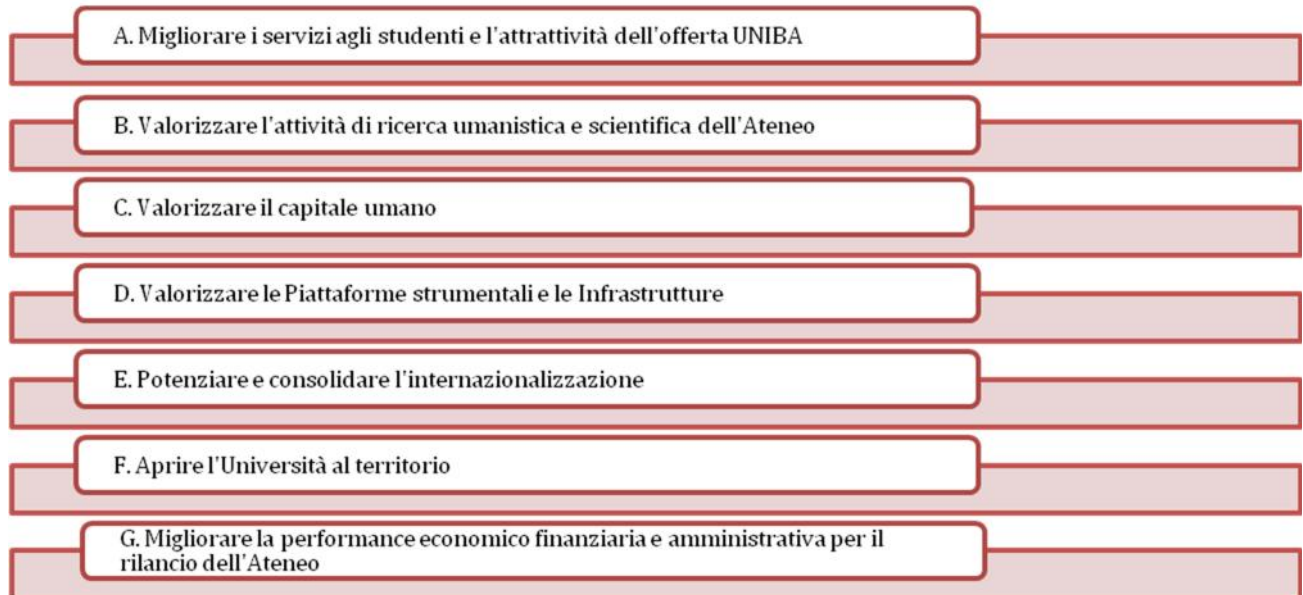 A. Migliorare i servizi agli studenti e l'attrattività dell'offerta UNIBA
B. Valorizzare l'attività di ricerca umanistica e scientifica dell'Ateneo
C. Valorizzare il capitale umano
D. Valorizzare le Piattaforme strumentali e le Infrastrutture
E. Potenziare e consolidare l'internazionalizzazione
F. Aprire l'Università al territorio
G. Migliorare la performance economico finanziaria e amministrativa per il
rilancio dell'Ateneo